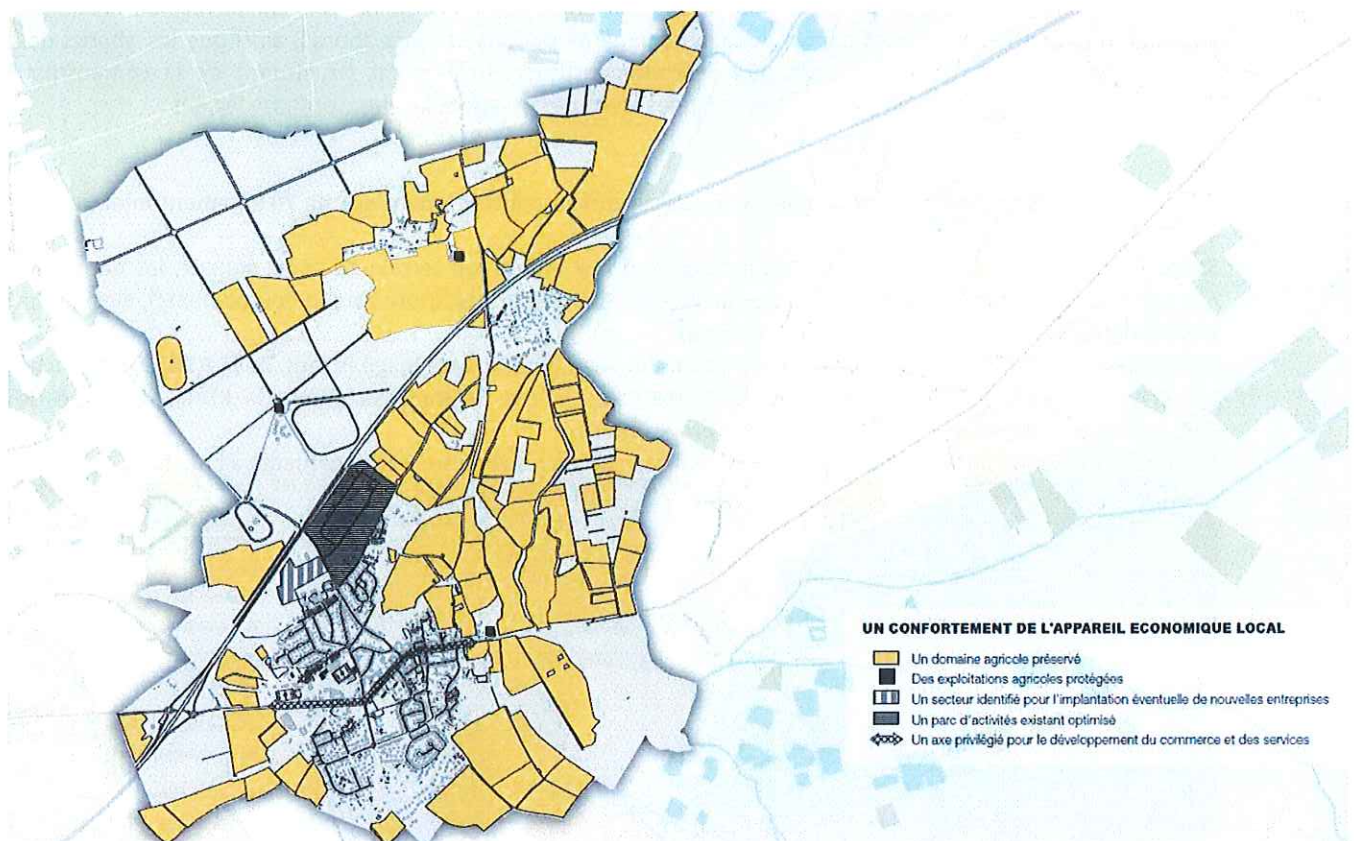 UN CONFORTEMENT DE L'APPAREIL ECONOMIQUE LOCAL
Un domaine agricole préservé
Des exploitations agricoles protégées
Un secteur identifié pour l'implantation éventuelle de nouvelles entreprises
Un parc d'activités existant optimisé
Un axe privilégié pour le développement du commerce et des services